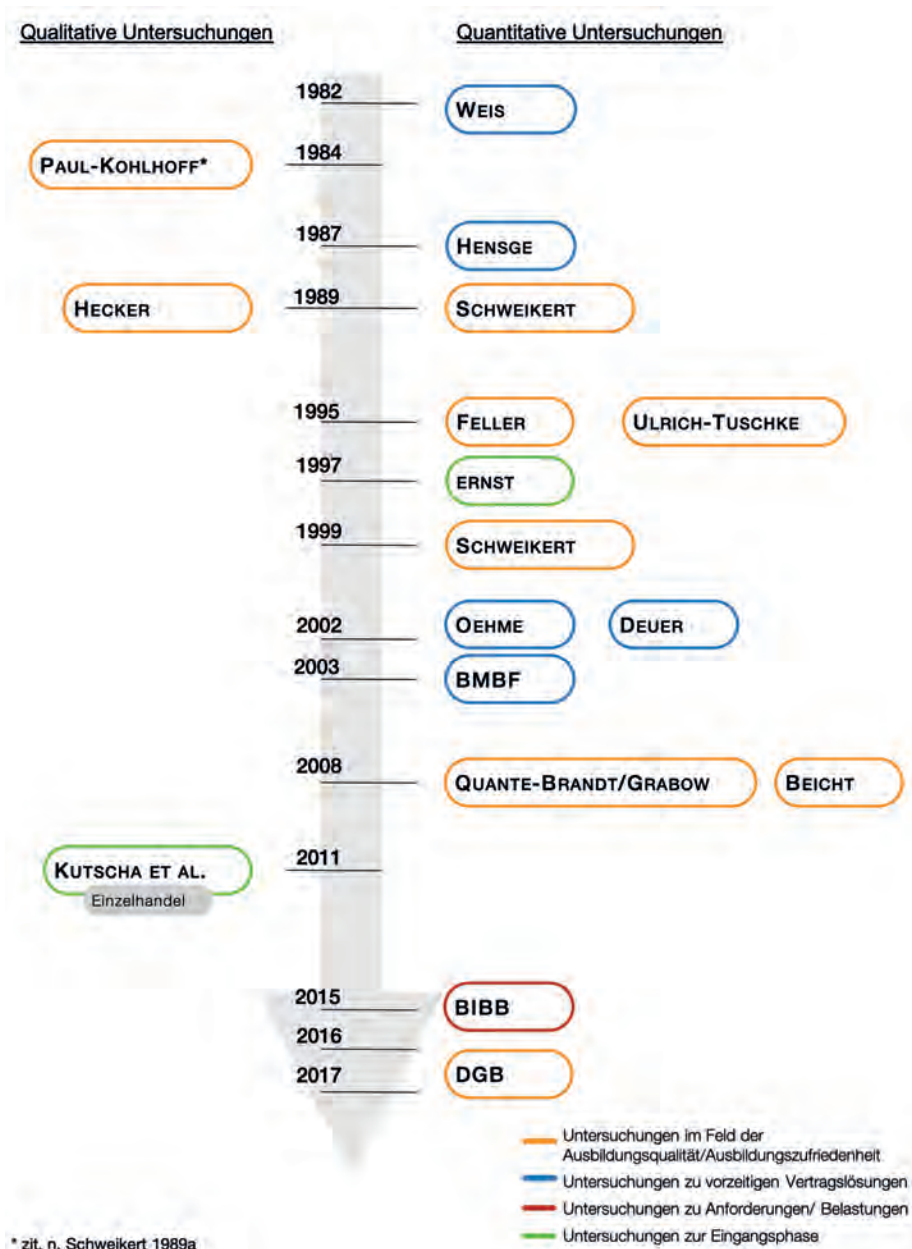 Qualitative Untersuchungen
Quantitative Untersuchungen
1982
WEIS
PAUL-KOHLHOFF*
1984
1987
HENSGE
HECKER
1989
SCHWEIKERT
1995
FELLER
ULRICH-TUSCHKE
1997
ERNST
1999
SCHWEIKERT
2002
OEHME
DEUER
2003
BMBF
2008
QUANTE-BRANDT/GRABOW
BEICHT
KUTSCHA ET AL.
Einzelhandel
2011
2015
BIBB
2016
2017
DGB
Untersuchungen im Feld der
Ausbildungsqualität/Ausbildungszufriedenheit
Untersuchungen zu vorzeitigen Vertragslösungen
Untersuchungen zu Anforderungen/ Belastungen
Untersuchungen zur Eingangsphase
* zit. n. Schweikert 1989a